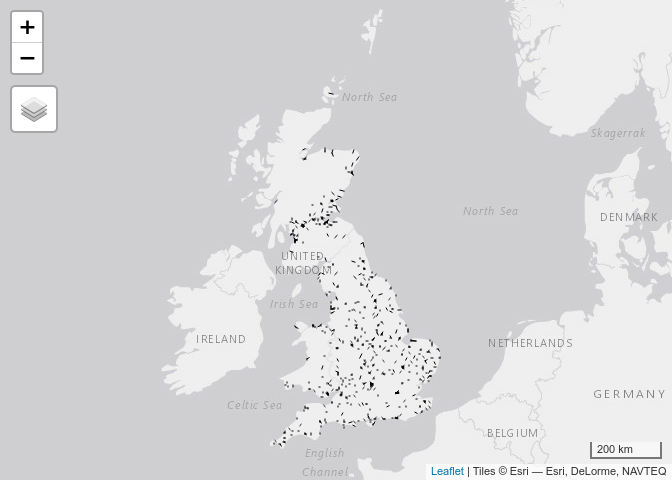 +
−
North Sea
Skagerrak
North Sea
DENMARK
UNITED
KINGDOM
Irish Sea
IRELAND
NETHERLANDS
GERMANY
Celtic Sea
BELGIUM
English
Channel
200 km
Leaflet | Tiles © Esri — Esri, DeLorme, NAVTEQ